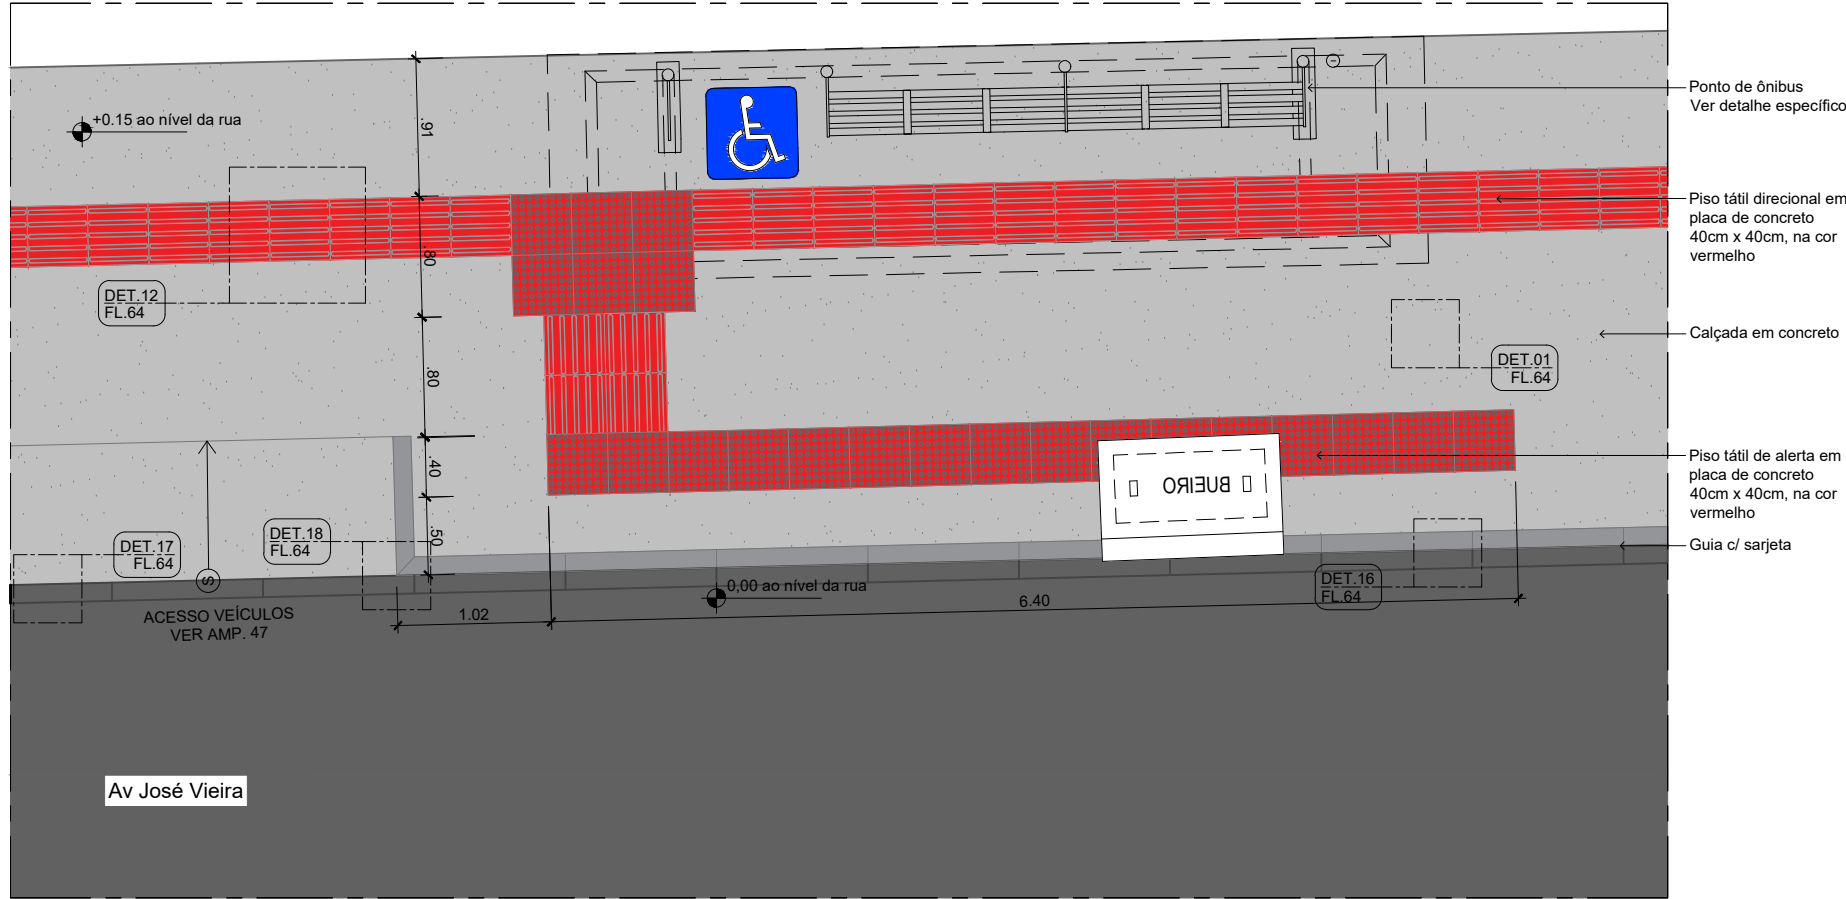 +0.15 ao nível da rua
.91
Ponto de ônibus
Ver detalhe específico
Piso tátil direcional em
placa de concreto
40cm x 40cm, na cor
vermelho
.80
DET.12
FL.64
Calçada em concreto
.80
DET.01
FL.64
Piso tátil de alerta em
placa de concreto
40cm x 40cm, na cor
vermelho
.40
BUEIRO
.50
DET.18
FL.64
DET.17
FL.64
Guia c/ sarjeta
S
0,00 ao nível da rua
DET.16
FL.64
ACESSO VEÍCULOS
VER AMP. 47
1.02
6.40
Av José Vieira